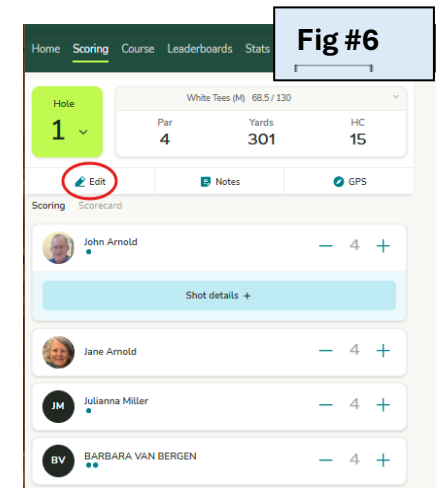 Fig #6
Home Scoring Course Leaderboards Stats
Hole
1
White Tees (M) 68.5 / 130
Par Yards HC
4 301 15
Edit Notes GPS
Scoring Scorecard
John Arnold
— 4 +
Shot details +
Jane Arnold
— 4 +
JM Julianna Miller
— 4 +
BV BARBARA VAN BERGEN
— 4 +